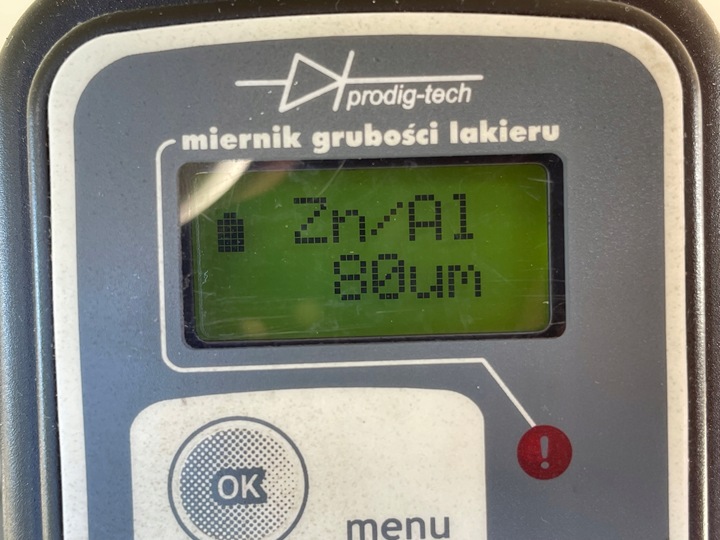 prodig-tech
miernik grubości lakieru
Zn/Al
80um
OK
menu
!